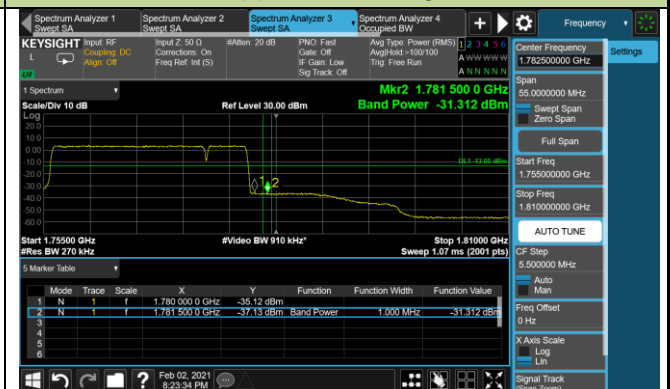 Spectrum Analyzer 1
Swept SA
Spectrum Analyzer 2
Swept SA
Spectrum Analyzer 3
Swept SA
Spectrum Analyzer 4
Occupied BW
+
Frequency
KEYSIGHT
L
Input: RF
Coupling: DC
Align: Off
Input Z: 50 Ω
Corrections: On
Freq Ref: Int (S)
#Atten: 20 dB
PNO: Fast
Gate: Off
IF Gain: Low
Sig Track: Off
Avg Type: Power (RMS)
Avg|Hold:>100/100
Trig: Free Run
1 2 3 4 5 6
A W W W W W
A N N N N N
1 Spectrum
Scale/Div 10 dB
Log
Ref Level 30.00 dBm
Mkr2 1.781 500 0 GHz
Band Power -31.312 dBm
20.0
10.0
0.00
-10.0
-20.0
-30.0
-40.0
-50.0
-60.0
DL1 -13.00 dBm
1
2
Start 1.75500 GHz
#Res BW 270 kHz
#Video BW 910 kHz*
Stop 1.81000 GHz
Sweep 1.07 ms (2001 pts)
5 Marker Table
Mode Trace Scale X Y Function Function Width Function Value
1 N 1 f 1.780 000 0 GHz -35.12 dBm
2 N 1 f 1.781 500 0 GHz -37.13 dBm Band Power 1.000 MHz -31.312 dBm
3
4
5
6
Feb 02, 2021
8:23:34 PM
?
Center Frequency
1.782500000 GHz
Settings
Span
55.0000000 MHz
Swept Span
Zero Span
Full Span
Start Freq
1.755000000 GHz
Stop Freq
1.810000000 GHz
AUTO TUNE
CF Step
5.500000 MHz
Auto
Man
Freq Offset
0 Hz
X Axis Scale
Log
Lin
Signal Track
(Span Zoom)